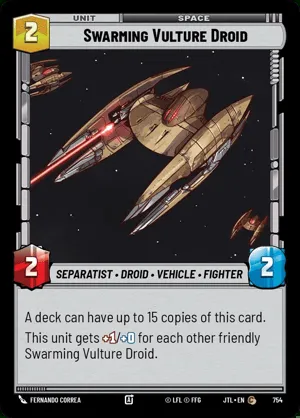 UNIT SPACE
2 SWARMING VULTURE DROID
2 2
SEPARATIST • DROID • VEHICLE • FIGHTER
A deck can have up to 15 copies of this card.
This unit gets +1/+0 for each other friendly
Swarming Vulture Droid.
FERNANDO CORREA © LFL © FFG JTL • EN C 754